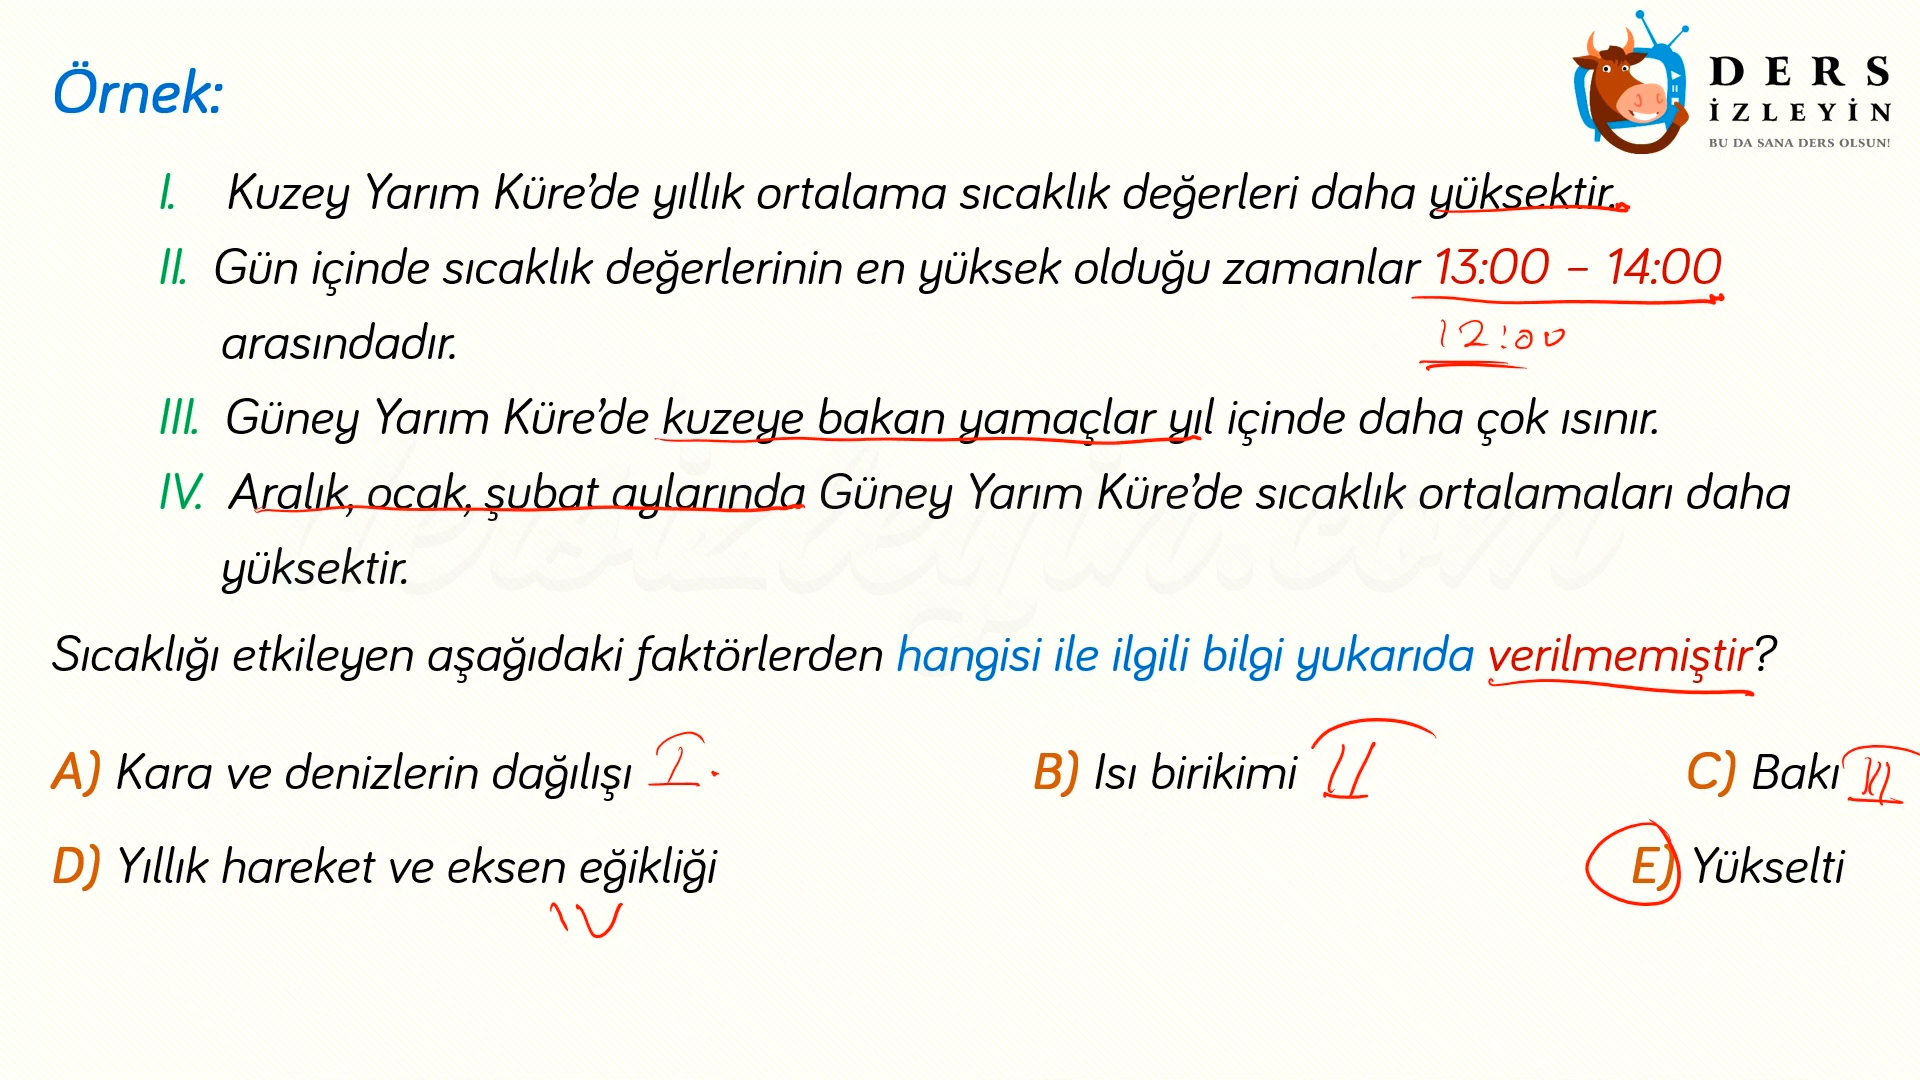 Örnek:
DERS
İZLEYİN
BU DA SANA DERS OLSUN!
I. Kuzey Yarım Küre'de yıllık ortalama sıcaklık değerleri daha yüksektir.
II. Gün içinde sıcaklık değerlerinin en yüksek olduğu zamanlar 13:00 – 14:00
12:00
arasındadır.
III. Güney Yarım Küre'de kuzeye bakan yamaçlar yıl içinde daha çok ısınır.
IV. Aralık, ocak, şubat aylarında Güney Yarım Küre'de sıcaklık ortalamaları daha
yüksektir.
Sıcaklığı etkileyen aşağıdaki faktörlerden hangisi ile ilgili bilgi yukarıda verilmemiştir?
A) Kara ve denizlerin dağılışı I. B) Isı birikimi II C) Bakı III
D) Yıllık hareket ve eksen eğikliği E) Yükselti
IV